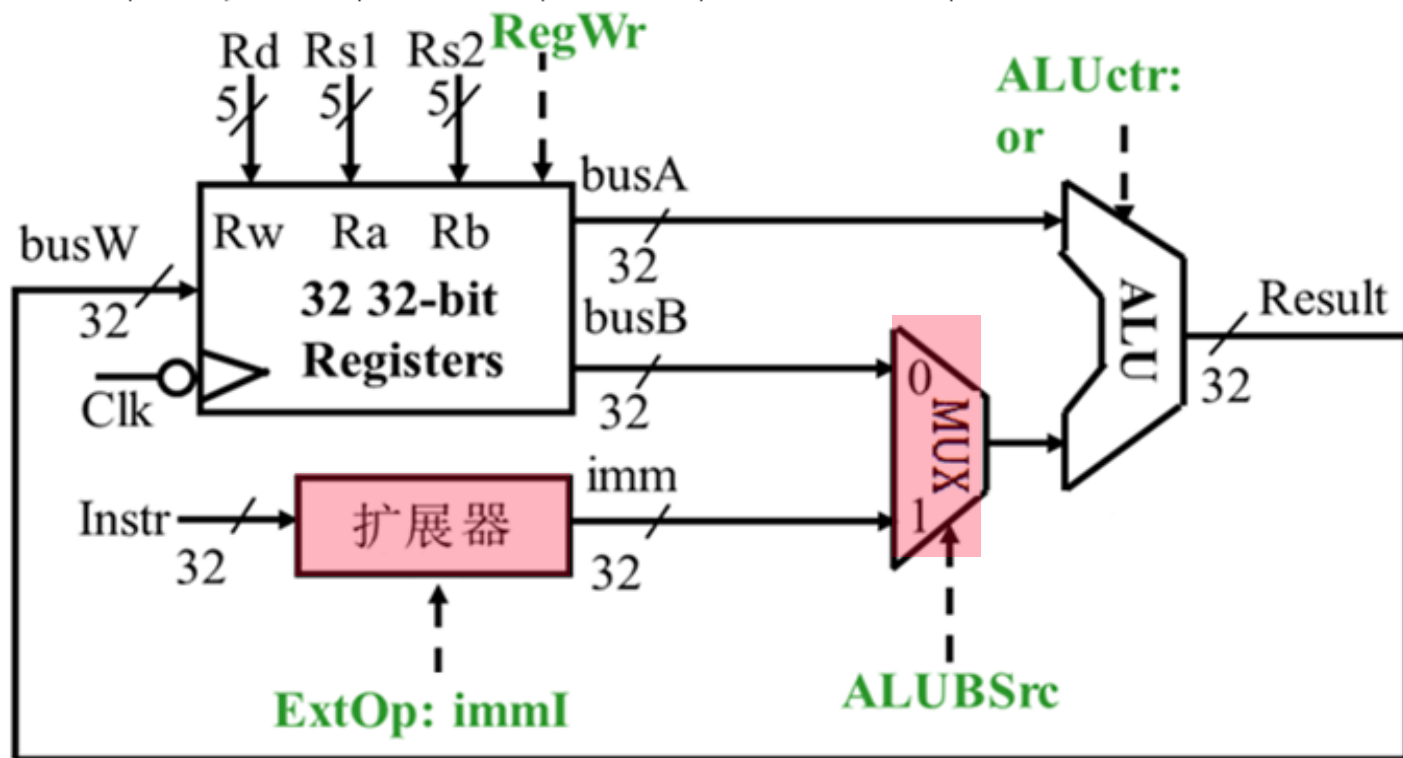 Rd Rs1 Rs2 RegWr
5 5 5
ALUctr:
or
busA
busW
Rw Ra Rb
32
32
32 32-bit
Registers
busB
ALU
Result
32
Clk
32
0
MUX
1
32
imm
Instr
扩展器
32
32
ExtOp: immI
ALUBSrc